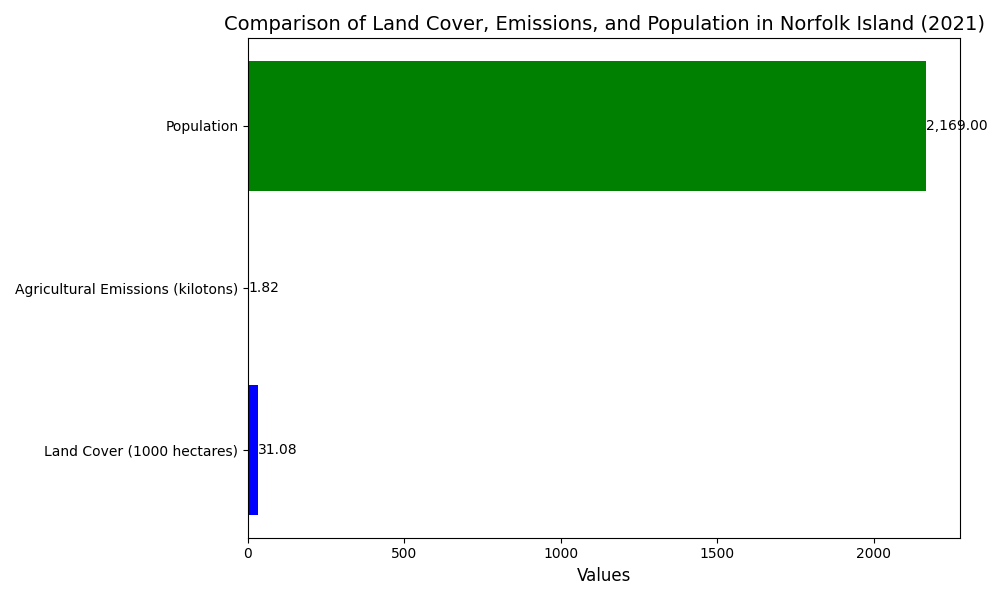 Comparison of Land Cover, Emissions, and Population in Norfolk Island (2021)
Population
2,169.00
Agricultural Emissions (kilotons)
1.82
Land Cover (1000 hectares)
31.08
0 500 1000 1500 2000
Values